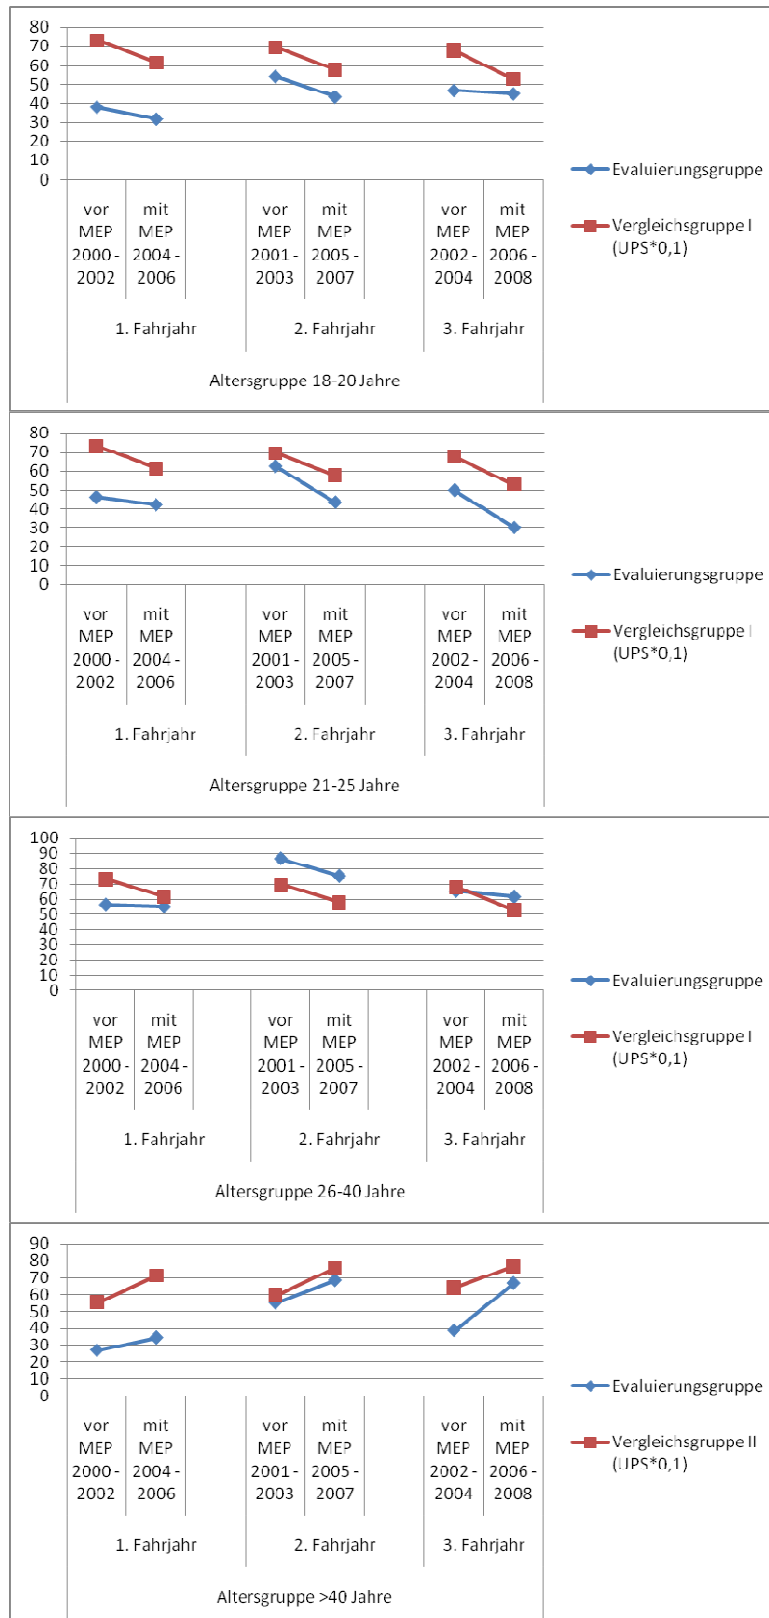 80
70
60
50
40
30
20
10
0
vor MEP 2000 - 2002
mit MEP 2004 - 2006
vor MEP 2001 - 2003
mit MEP 2005 - 2007
vor MEP 2002 - 2004
mit MEP 2006 - 2008
1. Fahrjahr
2. Fahrjahr
3. Fahrjahr
Altersgruppe 18-20 Jahre
Evaluierungsgruppe
Vergleichsgruppe I
(UPS*0,1)
80
70
60
50
40
30
20
10
0
vor MEP 2000 - 2002
mit MEP 2004 - 2006
vor MEP 2001 - 2003
mit MEP 2005 - 2007
vor MEP 2002 - 2004
mit MEP 2006 - 2008
1. Fahrjahr
2. Fahrjahr
3. Fahrjahr
Altersgruppe 21-25 Jahre
Evaluierungsgruppe
Vergleichsgruppe I
(UPS*0,1)
100
90
80
70
60
50
40
30
20
10
0
vor MEP 2000 - 2002
mit MEP 2004 - 2006
vor MEP 2001 - 2003
mit MEP 2005 - 2007
vor MEP 2002 - 2004
mit MEP 2006 - 2008
1. Fahrjahr
2. Fahrjahr
3. Fahrjahr
Altersgruppe 26-40 Jahre
Evaluierungsgruppe
Vergleichsgruppe I
(UPS*0,1)
90
80
70
60
50
40
30
20
10
0
vor MEP 2000 - 2002
mit MEP 2004 - 2006
vor MEP 2001 - 2003
mit MEP 2005 - 2007
vor MEP 2002 - 2004
mit MEP 2006 - 2008
1. Fahrjahr
2. Fahrjahr
3. Fahrjahr
Altersgruppe >40 Jahre
Evaluierungsgruppe
Vergleichsgruppe II
(UPS*0,1)